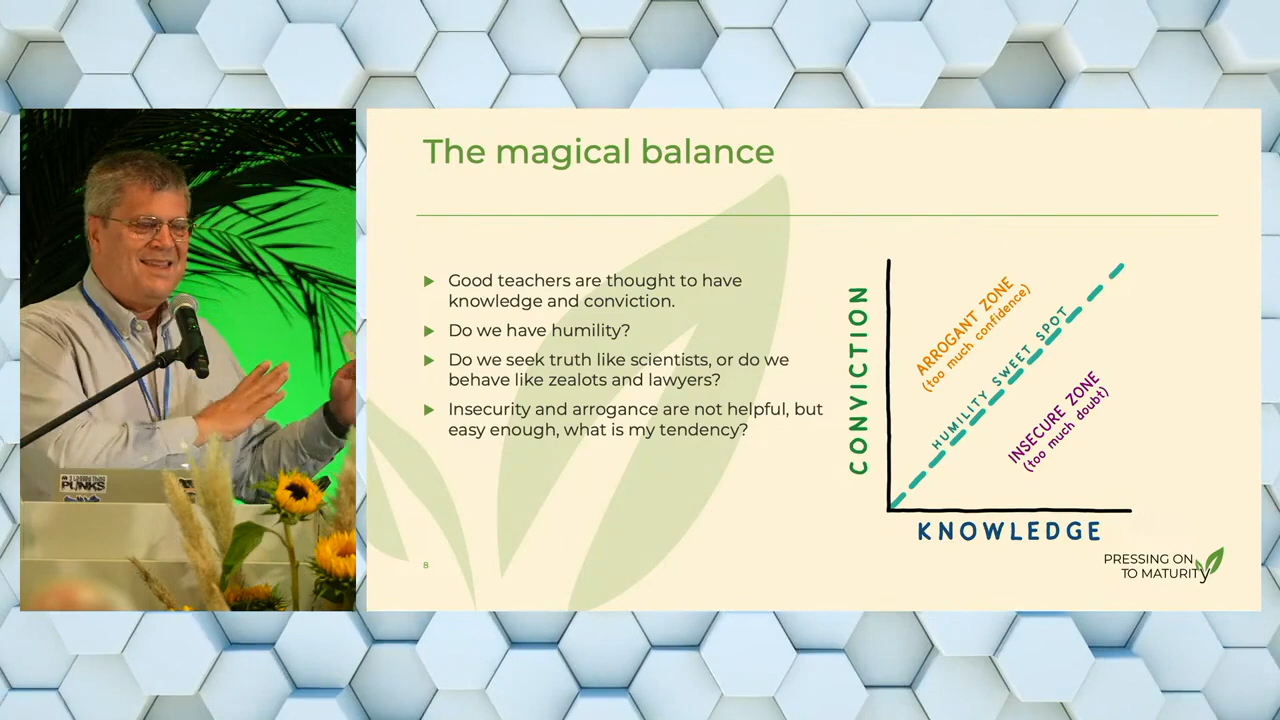 The magical balance
Good teachers are thought to have
knowledge and conviction.
Do we have humility?
Do we seek truth like scientists, or do we
behave like zealots and lawyers?
Insecurity and arrogance are not helpful, but
easy enough, what is my tendency?
CONVICTION
ARROGANT ZONE
(too much confidence)
HUMILITY SWEET SPOT
INSECURE ZONE
(too much doubt)
KNOWLEDGE
8
PRESSING ON
TO MATURITY
PUNKS